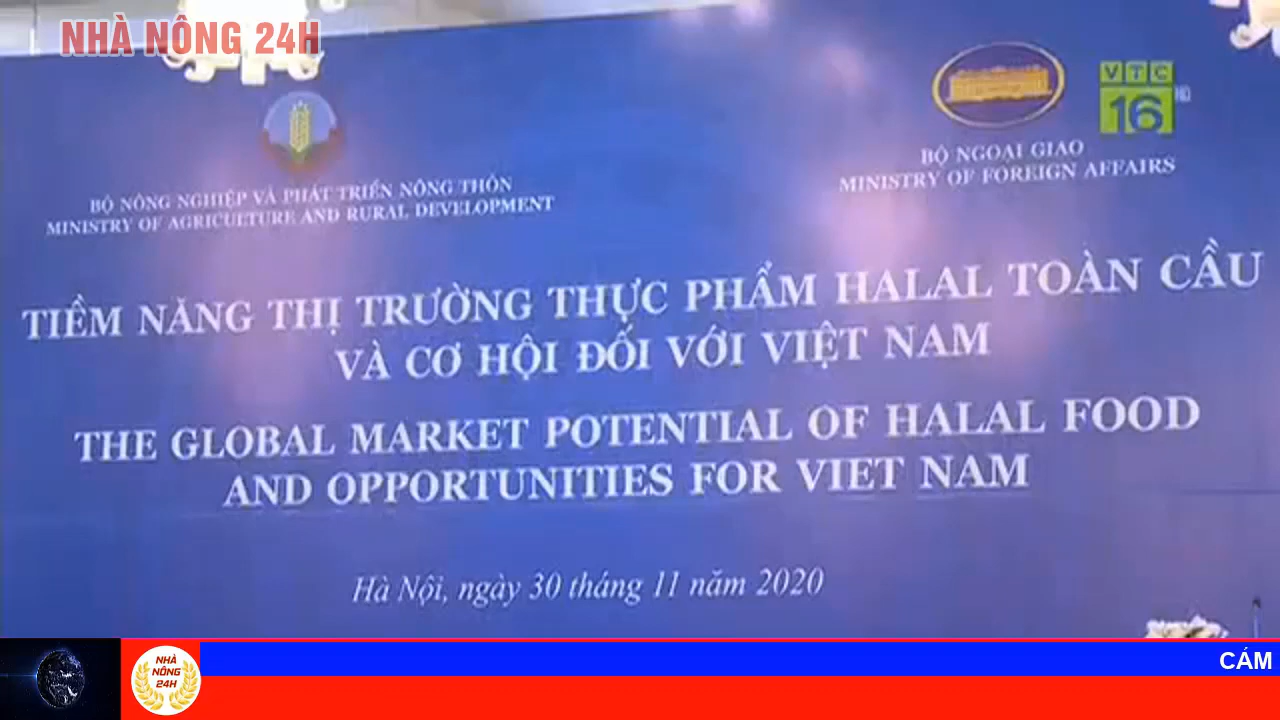 NHÀ NÔNG 24H
VTC
16
HD
BỘ NÔNG NGHIỆP VÀ PHÁT TRIỂN NÔNG THÔN
MINISTRY OF AGRICULTURE AND RURAL DEVELOPMENT
BỘ NGOẠI GIAO
MINISTRY OF FOREIGN AFFAIRS
TIỀM NĂNG THỊ TRƯỜNG THỰC PHẨM HALAL TOÀN CẦU
VÀ CƠ HỘI ĐỐI VỚI VIỆT NAM
THE GLOBAL MARKET POTENTIAL OF HALAL FOOD
AND OPPORTUNITIES FOR VIET NAM
Hà Nội, ngày 30 tháng 11 năm 2020
NHÀ
NÔNG
24H
CÁM